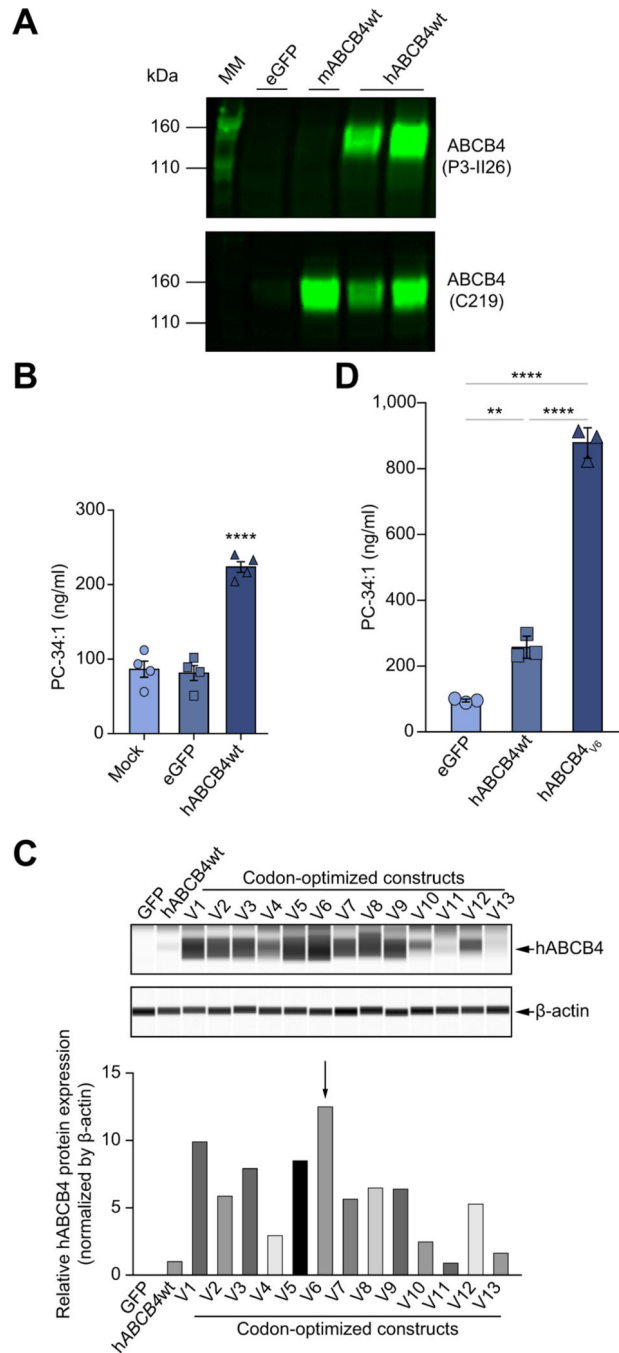 A
kDa
MM
eGFP
mABCB4wt
hABCB4wt
160
110
ABCB4
(P3-II26)
160
110
ABCB4
(C219)
B
PC-34:1 (ng/ml)
300
200
100
0
****
Mock
eGFP
hABCB4wt
D
PC-34:1 (ng/ml)
1,000
800
600
400
200
0
****
** ****
eGFP
hABCB4wt
hABCB4V6
C
GFP
hABCB4wt
Codon-optimized constructs
V1 V2 V3 V4 V5 V6 V7 V8 V9 V10 V11 V12 V13
hABCB4
β-actin
Relative hABCB4 protein expression
(normalized by β-actin)
15
10
5
0
GFP
hABCB4wt
V1 V2 V3 V4 V5 V6 V7 V8 V9 V10 V11 V12 V13
Codon-optimized constructs